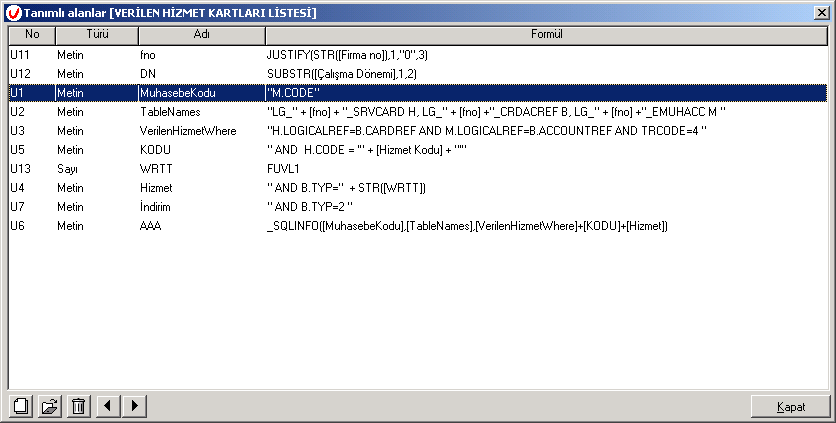 Tanımlı alanlar [VERİLEN HİZMET KARTLARI LİSTESİ]
No Türü Adı Formül
U11 Metin fno JUSTIFY(STR([Firma no]),1,"0",3)
U12 Metin DN SUBSTR([Çalışma Dönemi],1,2)
U1 Metin MuhasebeKodu "M.CODE"
U2 Metin TableNames "LG_" + [fno] + "_SRVCARD H, LG_" + [fno] +"_CRDACREF B, LG_" + [fno] +"_EMUHACC M "
U3 Metin VerilenHizmetWhere "H.LOGICALREF=B.CARDREF AND M.LOGICALREF=B.ACCOUNTREF AND TRCODE=4 "
U5 Metin KODU " AND  H.CODE = '" + [Hizmet Kodu] + "'"
U13 Sayı WRTT FUVL1
U4 Metin Hizmet " AND B.TYP="  + STR([WRTT])
U7 Metin İndirim " AND B.TYP=2 "
U6 Metin AAA _SQLINFO([MuhasebeKodu],[TableNames],[VerilenHizmetWhere]+[KODU]+[Hizmet])
Kapat